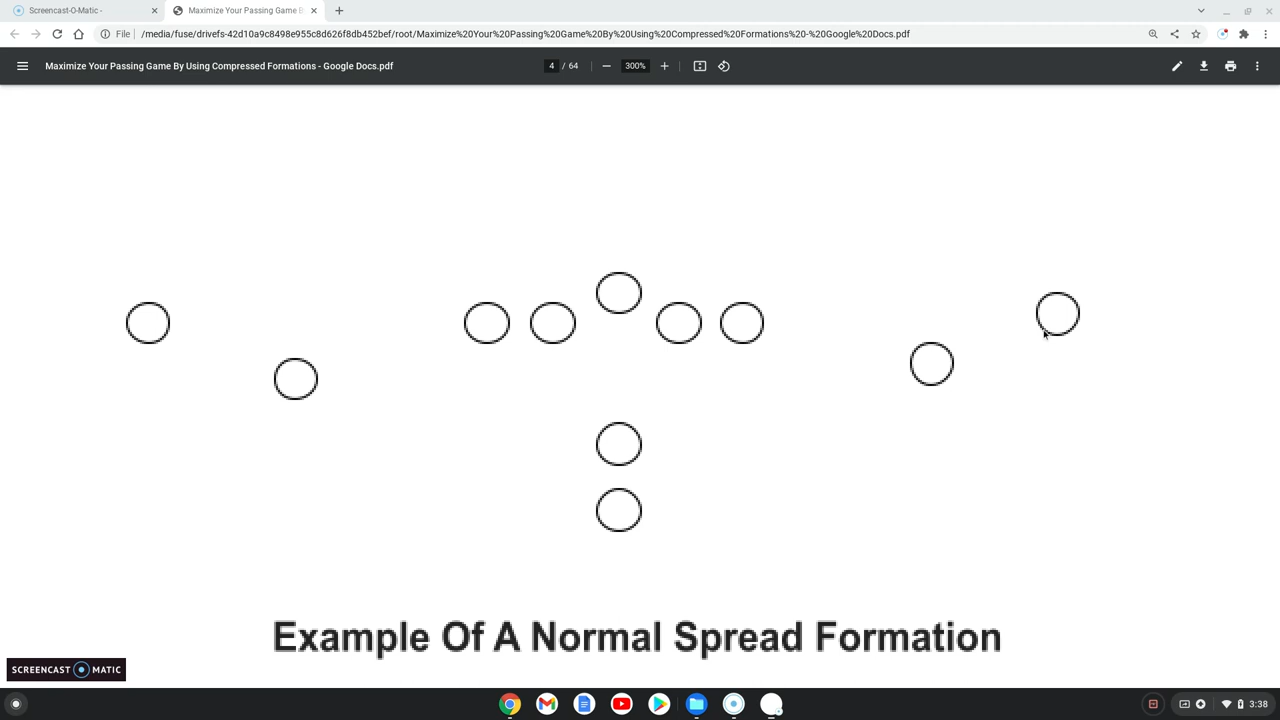 Screencast-O-Matic -
Maximize Your Passing Game B
File
/media/fuse/drivefs-42d10a9c8498e955c8d626f8db452bef/root/Maximize%20Your%20Passing%20Game%20By%20Using%20Compressed%20Formations%20-%20Google%20Docs.pdf
Maximize Your Passing Game By Using Compressed Formations - Google Docs.pdf
4 / 64
300%
Example Of A Normal Spread Formation
SCREENCAST O MATIC
3:38